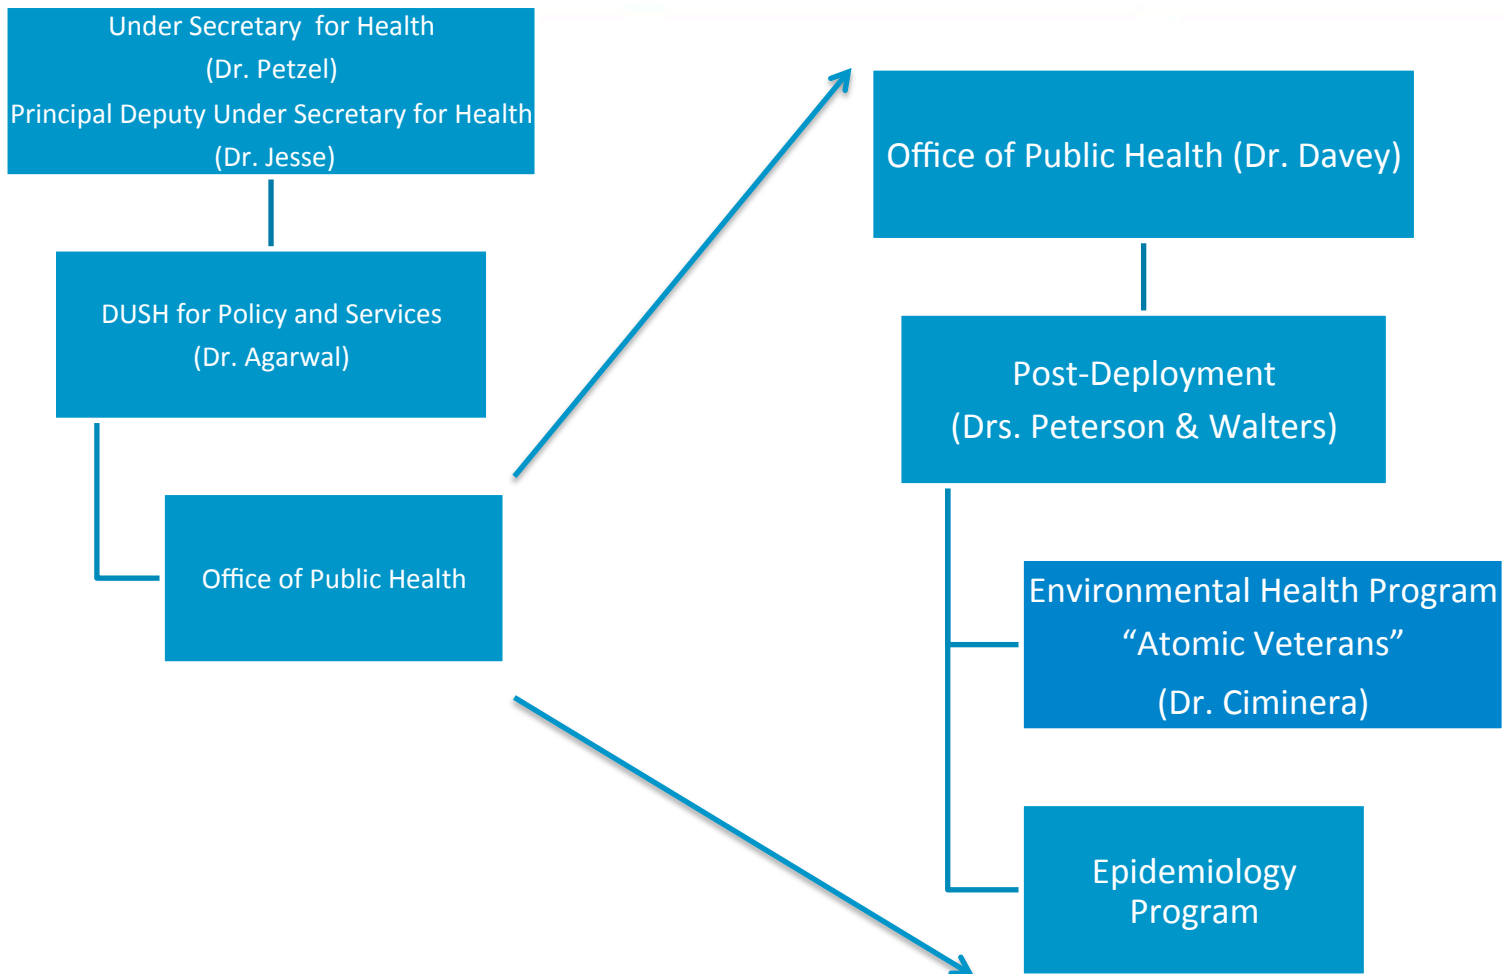 Under Secretary for Health
(Dr. Petzel)
Principal Deputy Under Secretary for Health
(Dr. Jesse)
DUSH for Policy and Services
(Dr. Agarwal)
Office of Public Health
Office of Public Health (Dr. Davey)
Post-Deployment
(Drs. Peterson & Walters)
Environmental Health Program
“Atomic Veterans”
(Dr. Ciminera)
Epidemiology
Program